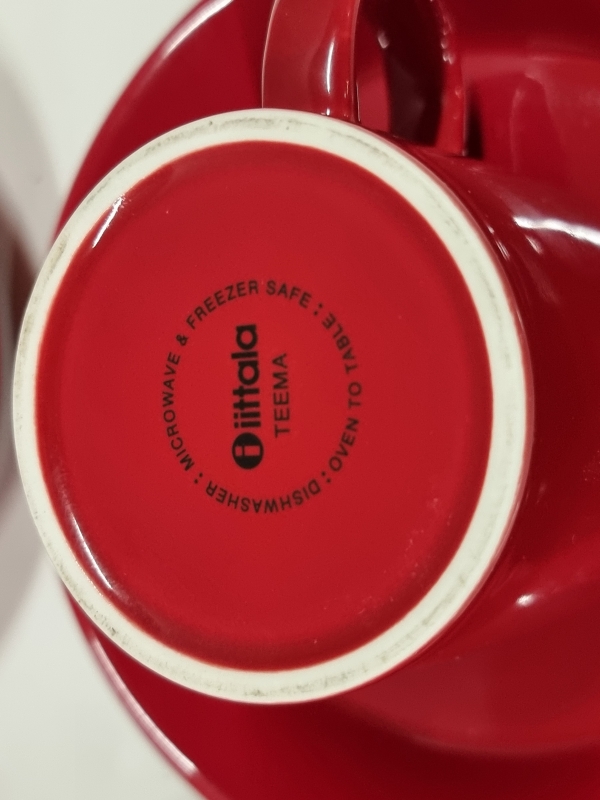 MICROWAVE & FREEZER SAFE : OVEN TO TABLE : DISHWASHER :
iittala
TEEMA